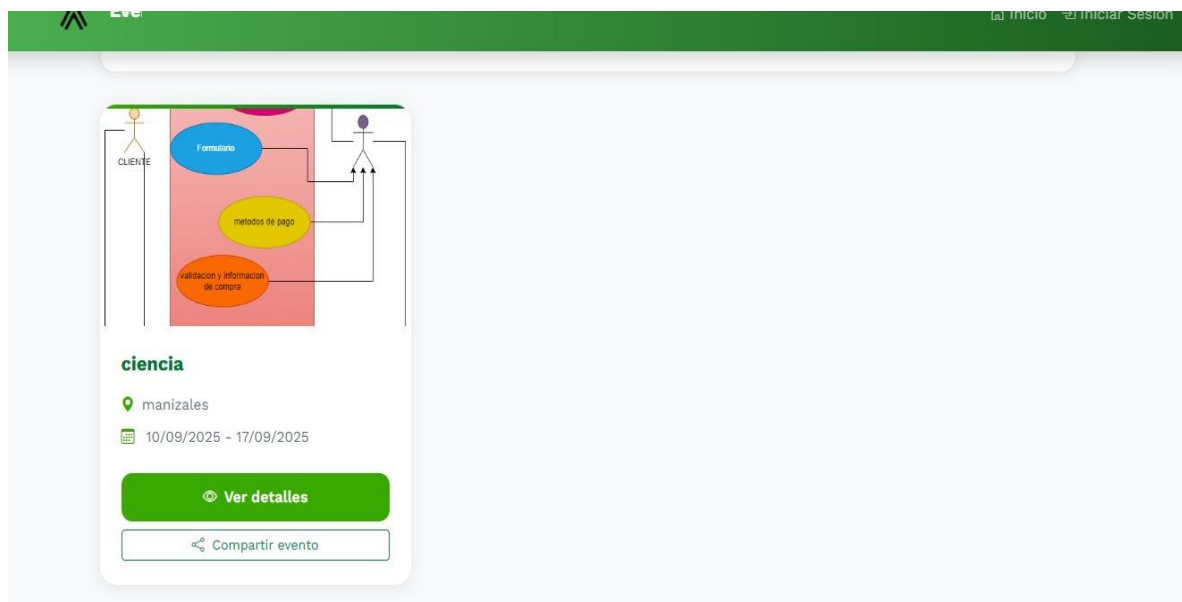 Inicio Iniciar Sesión
CLIENTE
Formulario
metodos de pago
validacion y informacion
de compra
ciencia
manizales
10/09/2025 - 17/09/2025
Ver detalles
Compartir evento